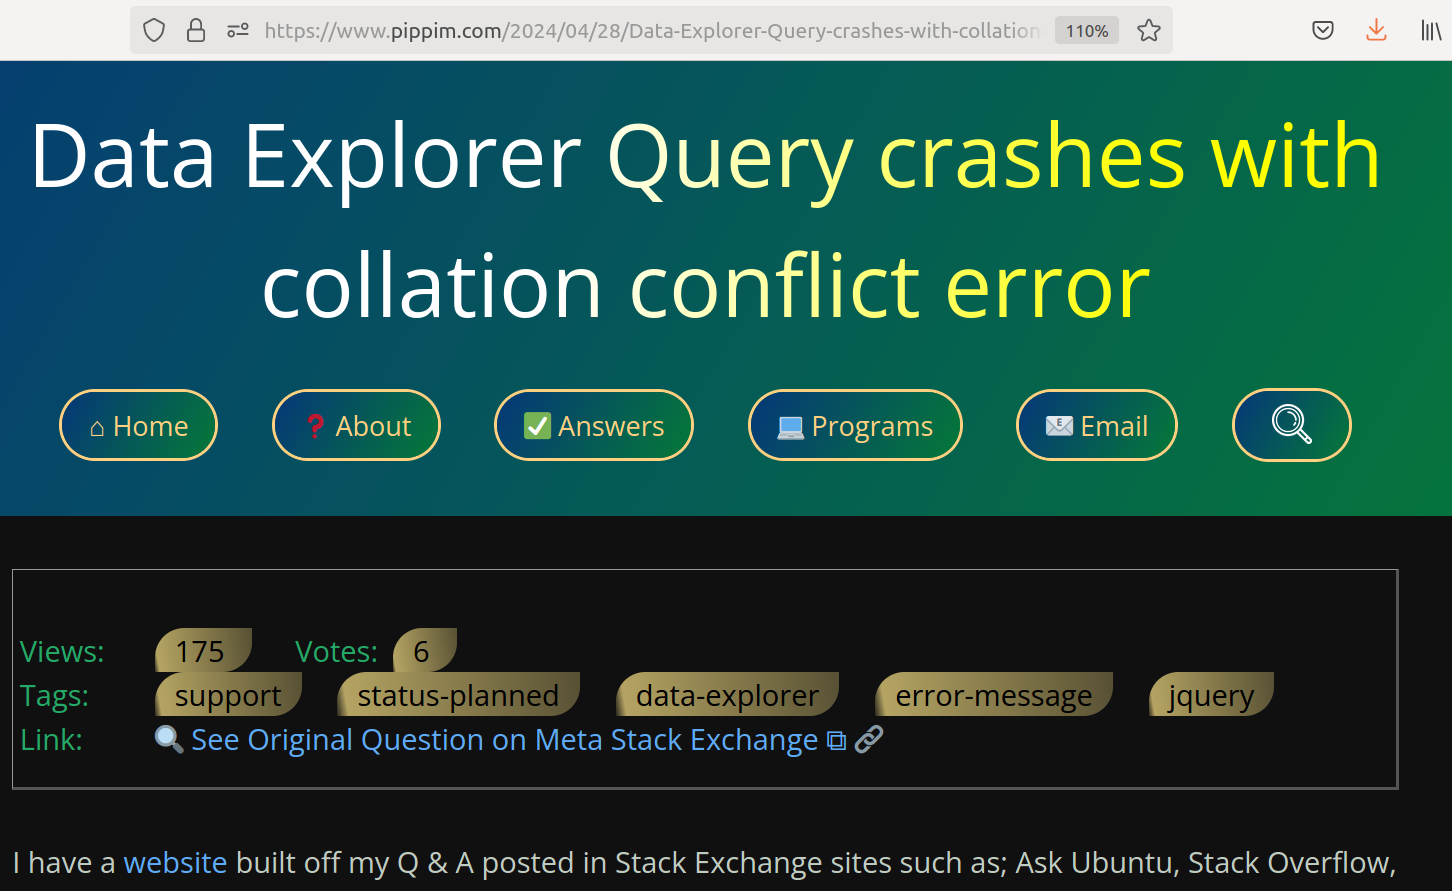 https://www.pippim.com/2024/04/28/Data-Explorer-Query-crashes-with-collation- 110%
Data Explorer Query crashes with
collation conflict error
⌂ Home ❓ About ✅ Answers 💻 Programs 📧 Email
Views: 175 Votes: 6
Tags: support status-planned data-explorer error-message jquery
Link: 🔍 See Original Question on Meta Stack Exchange ⧉ 🔗
I have a website built off my Q & A posted in Stack Exchange sites such as; Ask Ubuntu, Stack Overflow,